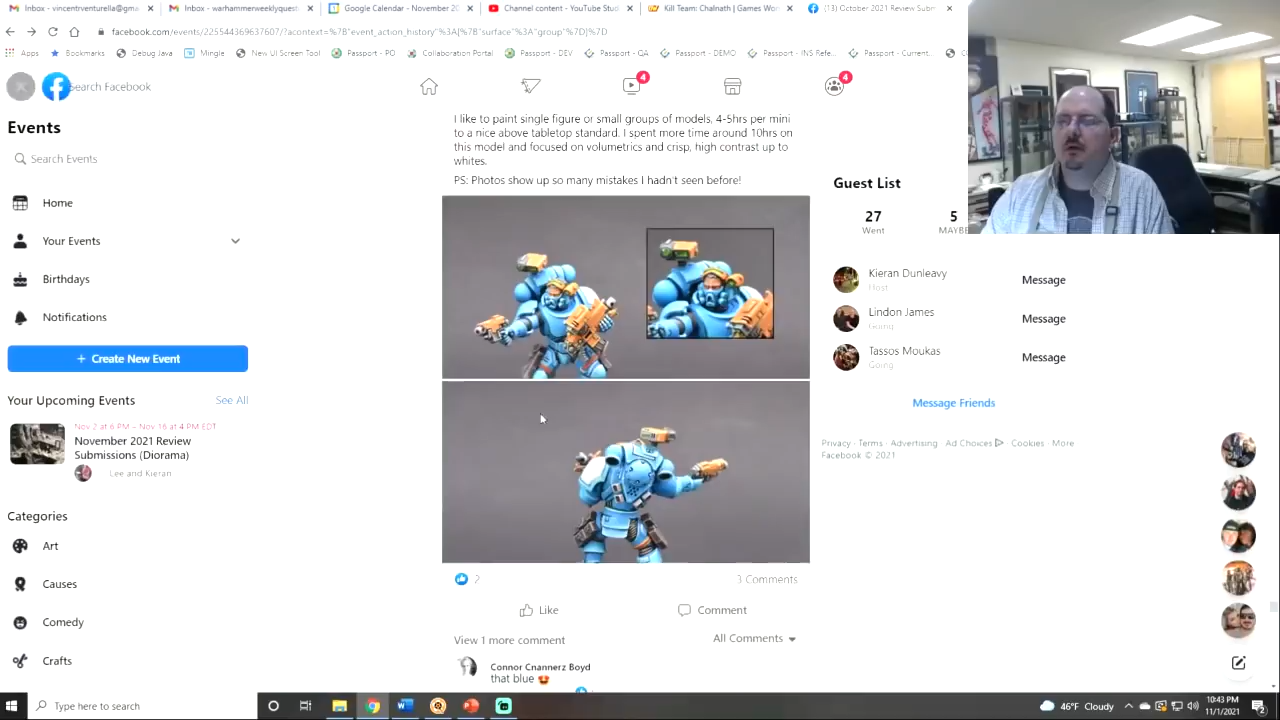 Inbox - vincentrventurella@gma
Inbox - warhammerweeklyquest
Google Calendar - November 20
Channel content - YouTube Stud
Kill Team: Chalnath | Games Wor
(13) October 2021 Review Subm
facebook.com/events/225544369637607/?acontext=%7B"event_action_history"%3A[%7B"surface"%3A"group"%7D]%7D
Apps
Bookmarks
Debug Java
Mingle
New UI Screen Tool
Passport - PO
Collaboration Portal
Passport - DEV
Passport - QA
Passport - DEMO
Passport - INS Refe...
Passport - Current...
Search Facebook
4
4
Events
Search Events
Home
Your Events
Birthdays
Notifications
+ Create New Event
Your Upcoming Events
See All
Nov 2 at 6 PM – Nov 16 at 4 PM EDT
November 2021 Review
Submissions (Diorama)
Lee and Kieran
Categories
Art
Causes
Comedy
Crafts
I like to paint single figure or small groups of models, 4-5hrs per mini
to a nice above tabletop standard. I spent more time around 10hrs on
this model and focused on volumetrics and crisp, high contrast up to
whites.
PS: Photos show up so many mistakes I hadn't seen before!
2
3 Comments
Like
Comment
View 1 more comment
All Comments
Connor Cnannerz Boyd
that blue
Guest List
27
5
Went
MAYBE
Kieran Dunleavy
Host
Message
Lindon James
Going
Message
Tassos Moukas
Going
Message
Message Friends
Privacy · Terms · Advertising · Ad Choices · Cookies · More
Facebook © 2021
Type here to search
46°F Cloudy
10:43 PM
11/1/2021
2